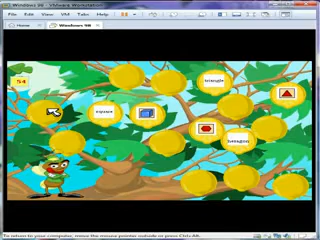 Windows 98 - VMware Workstation
File Edit View VM Tabs Help
Home Windows 98
54
triangle
square
hexagon
To return to your computer, move the mouse pointer outside or press Ctrl+Alt.